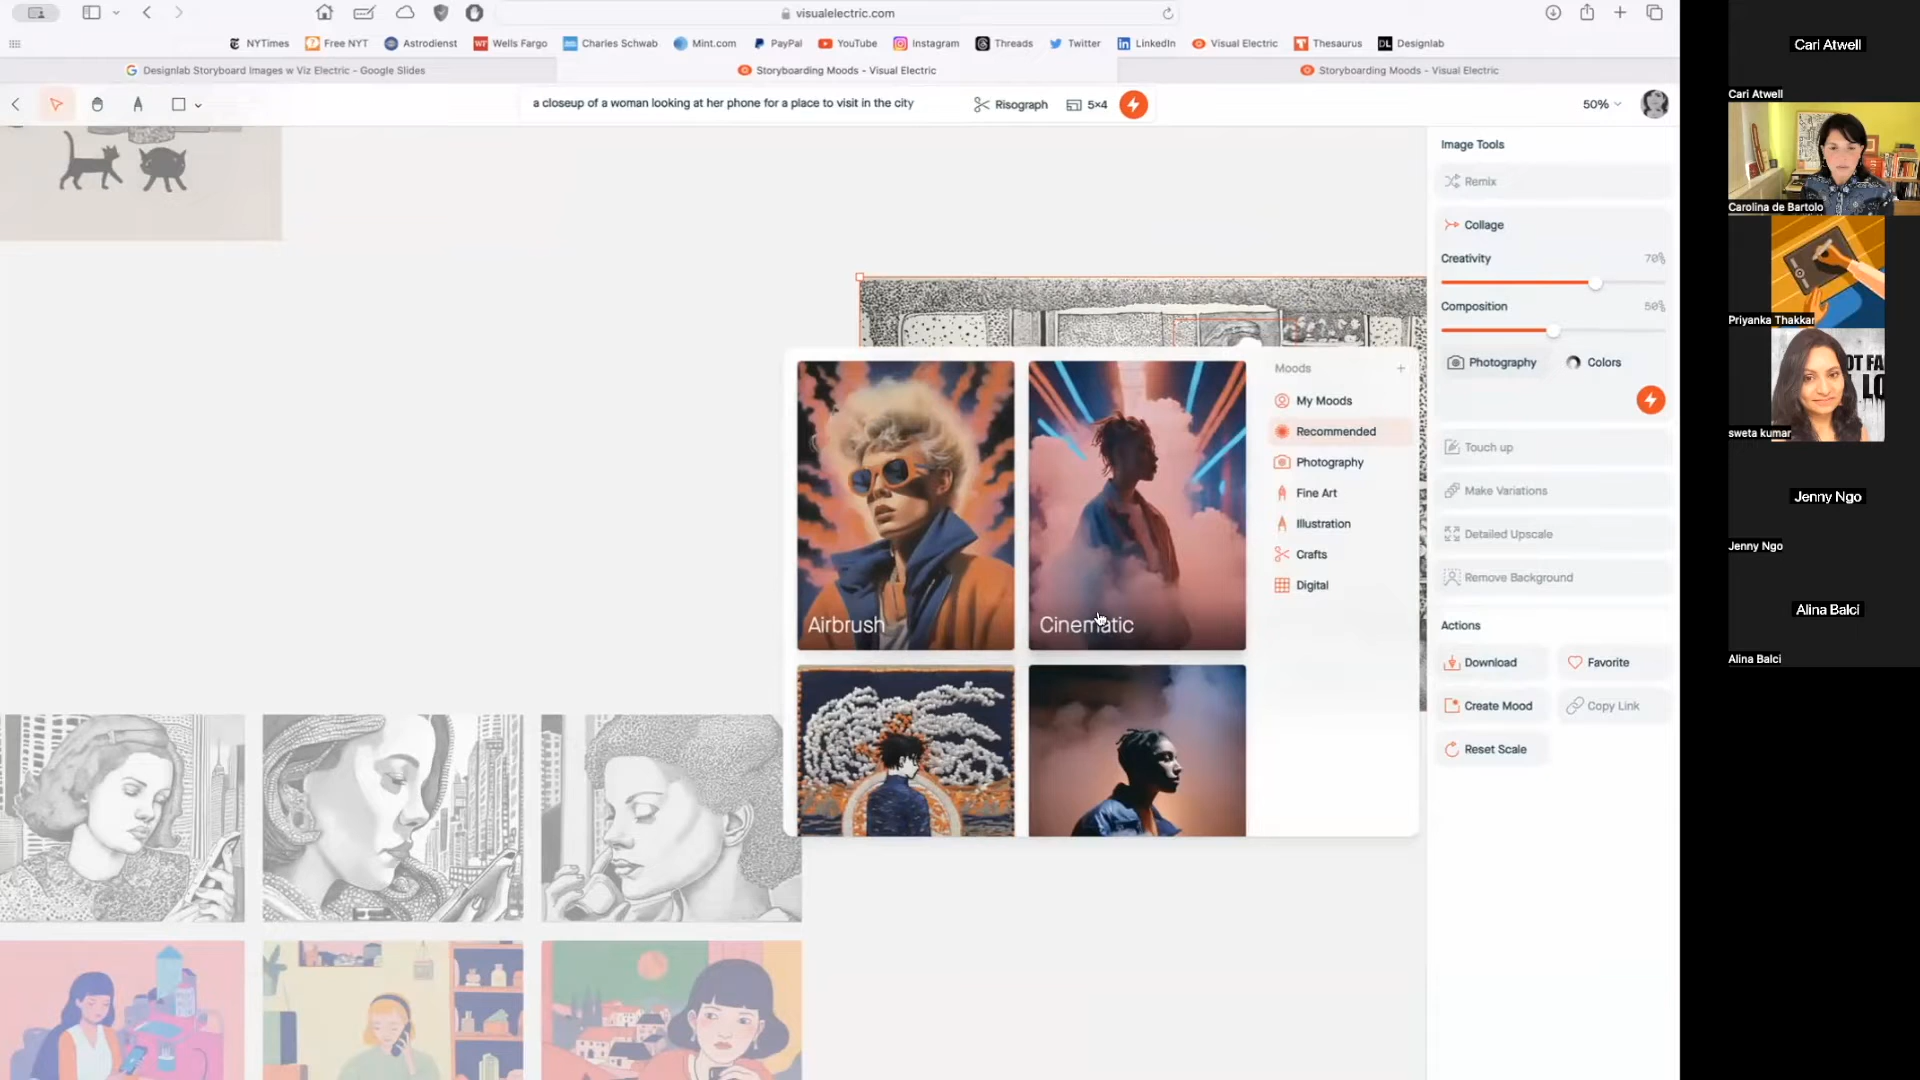 visualelectric.com
NYTimes
Free NYT
Astrodienst
Wells Fargo
Charles Schwab
Mint.com
PayPal
YouTube
Instagram
Threads
Twitter
LinkedIn
Visual Electric
Thesaurus
Designlab
Designlab Storyboard Images w Viz Electric - Google Slides
Storyboarding Moods - Visual Electric
Storyboarding Moods - Visual Electric
a closeup of a woman looking at her phone for a place to visit in the city
Risograph
5×4
50%
Image Tools
Remix
Collage
Creativity
70%
Composition
50%
Photography
Colors
Touch up
Make Variations
Detailed Upscale
Remove Background
Actions
Download
Favorite
Create Mood
Copy Link
Reset Scale
Moods
My Moods
Recommended
Photography
Fine Art
Illustration
Crafts
Digital
Airbrush
Cinematic
Cari Atwell
Cari Atwell
Carolina de Bartolo
Priyanka Thakkar
sweta kumar
Jenny Ngo
Jenny Ngo
Alina Balci
Alina Balci